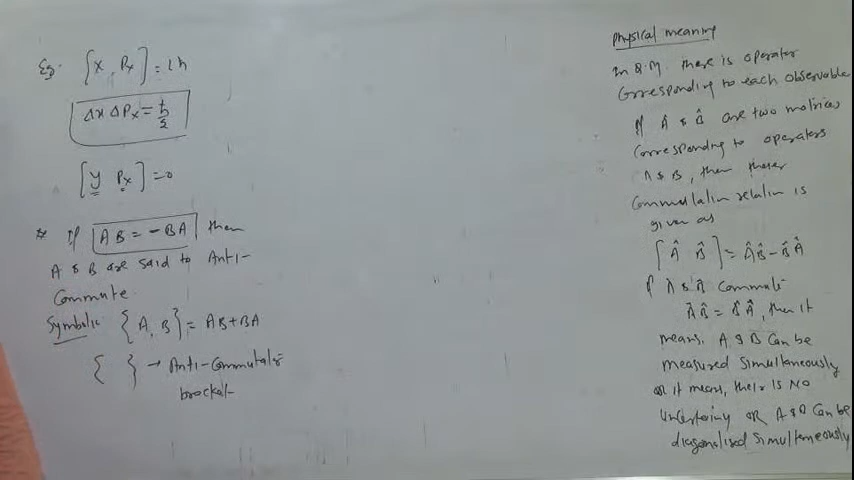 Eg. [x, Px] = iħ
Δx ΔPx = ħ/2
[y Px] = 0
* If AB = -BA then
A & B are said to Anti-
Commute.
Symbolic {A, B} = AB + BA
{ } → Anti-Commutator
bracket
Physical meaning
In Q.M. there is operator
Corresponding to each observable
If Â & B̂ are two matrices
Corresponding to operators
A & B, then their
Commutation relation is
given as
[Â B̂] = ÂB̂ - B̂Â
If Â & B̂ Commute
ÂB̂ = B̂Â, then it
means, A & B Can be
measured simultaneously
or it means, there is No
Uncertainty OR A & B Can be
diagonalised simultaneously